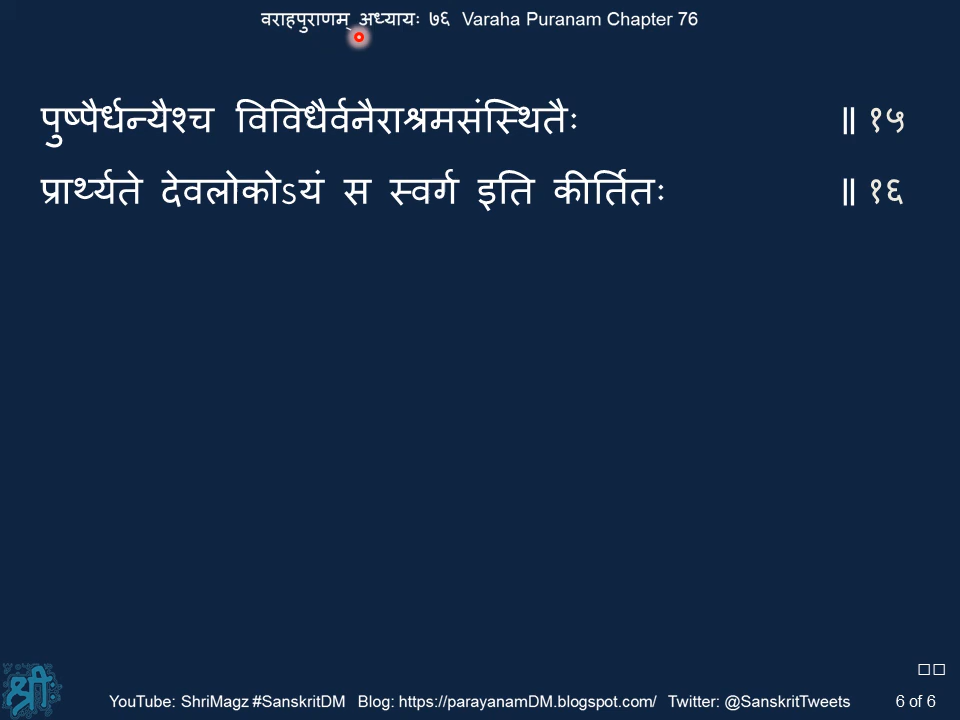 वराहपुराणम् अध्यायः ७६ Varaha Puranam Chapter 76
पुष्पैर्धन्यैश्च विविधैर्वनैराश्रमसंस्थितैः ॥ १५
प्रार्थ्यते देवलोकोऽयं स स्वर्ग इति कीर्तितः ॥ १६
श्रीः
YouTube: ShriMagz #SanskritDM Blog: https://parayanamDM.blogspot.com/ Twitter: @SanskritTweets 6 of 6